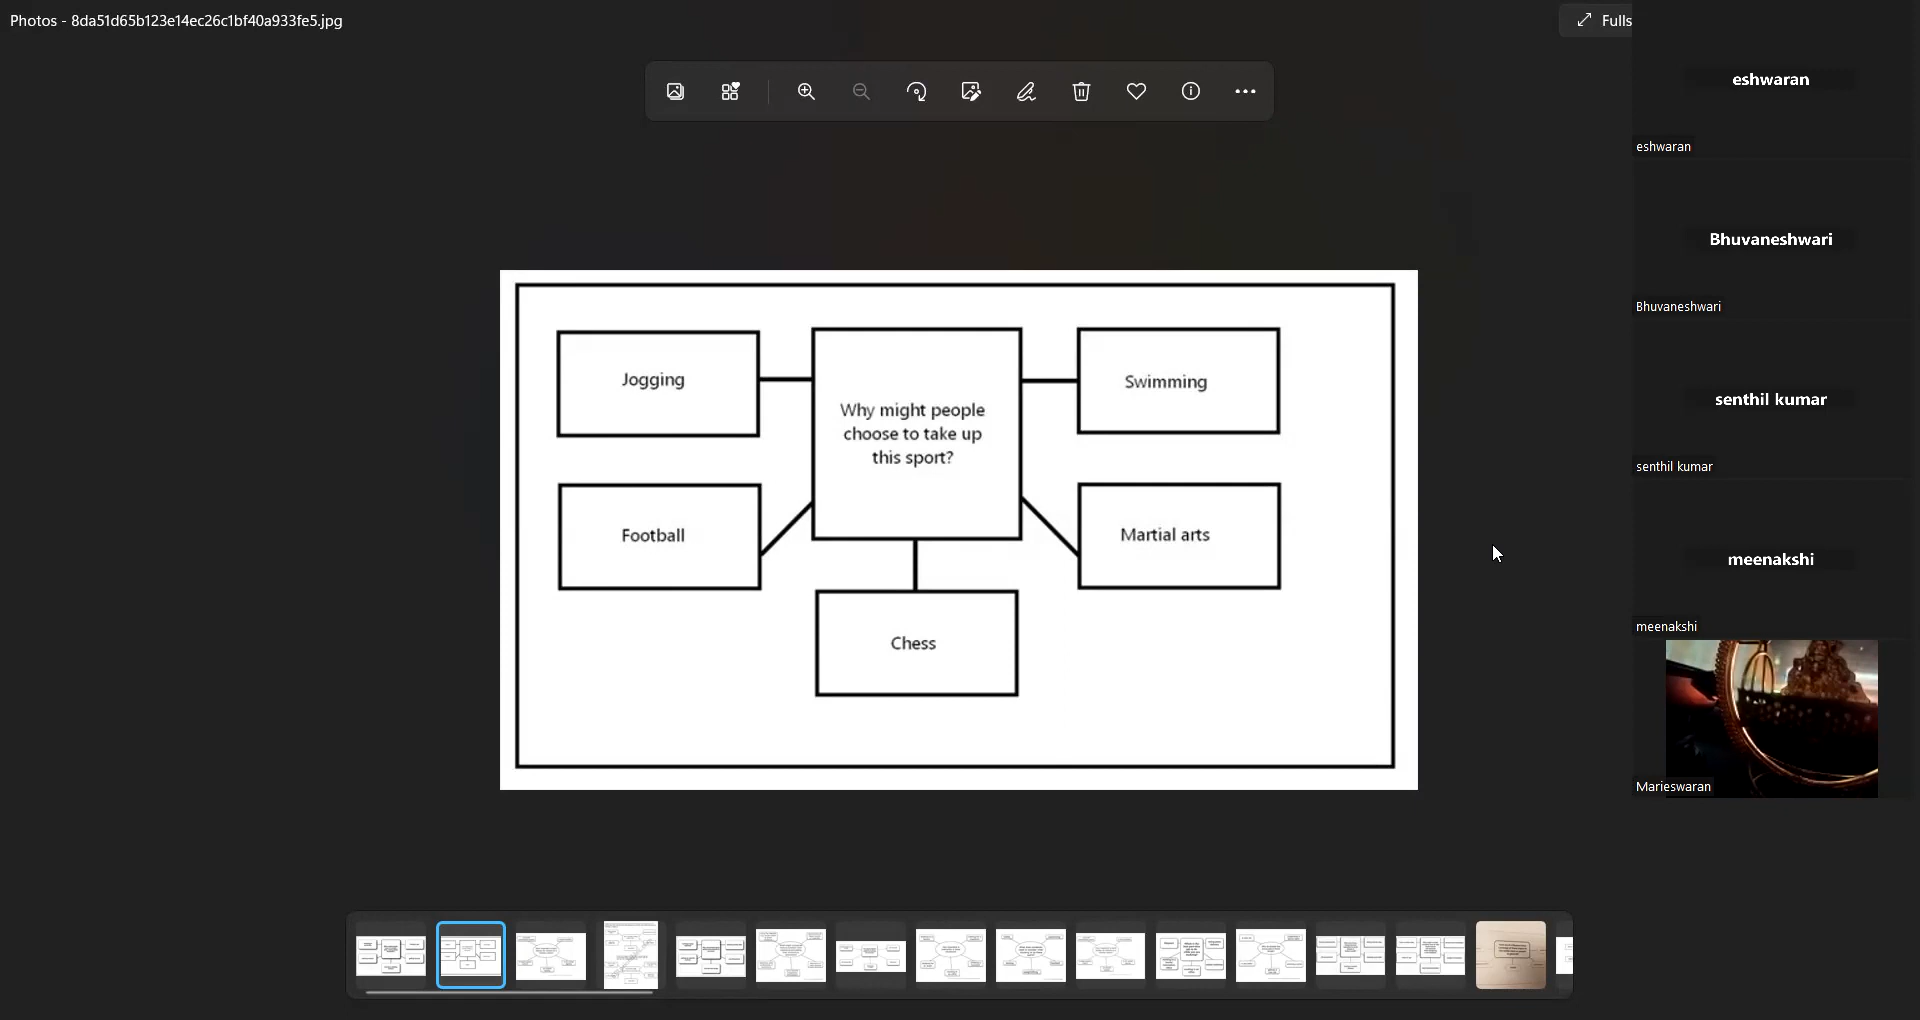 Photos - 8da51d65b123e14ec26c1bf40a933fe5.jpg
Fulls
eshwaran
eshwaran
Bhuvaneshwari
Bhuvaneshwari
senthil kumar
senthil kumar
meenakshi
meenakshi
Marieswaran
Jogging
Why might people
choose to take up
this sport?
Swimming
Football
Martial arts
Chess